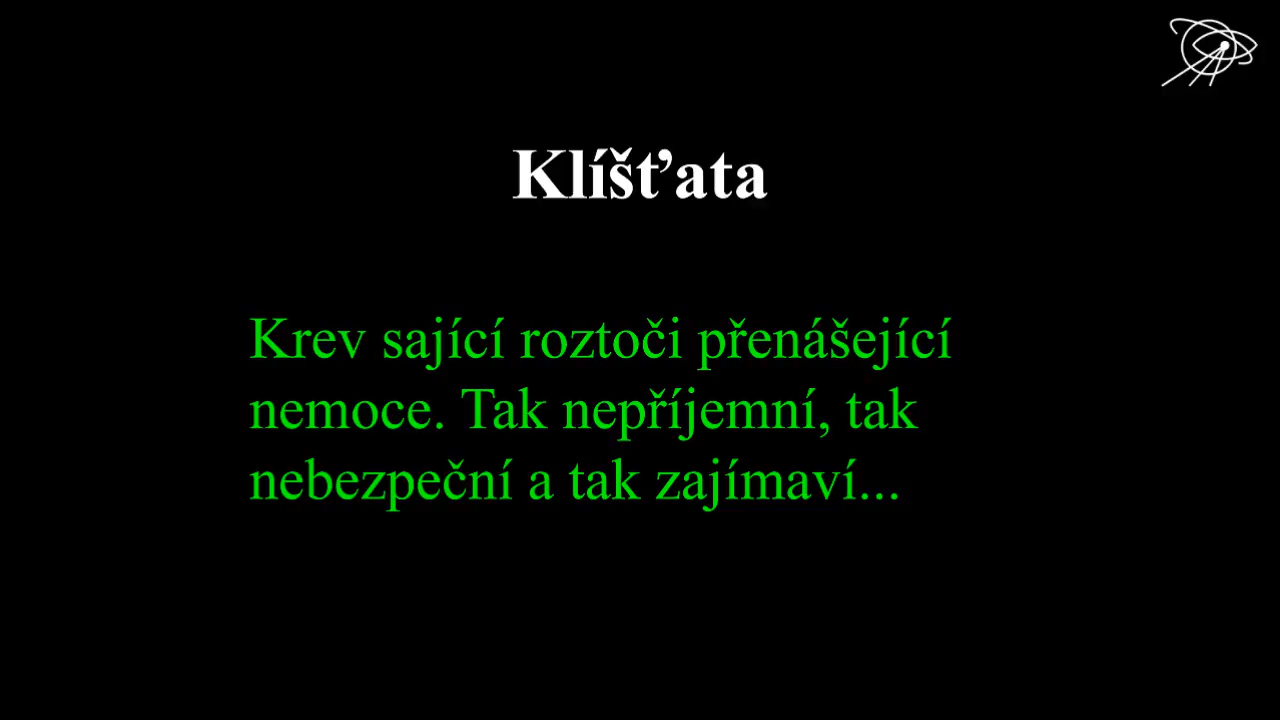 Klíšťata
Krev sající roztoči přenášející
nemoce. Tak nepříjemní, tak
nebezpeční a tak zajímaví...